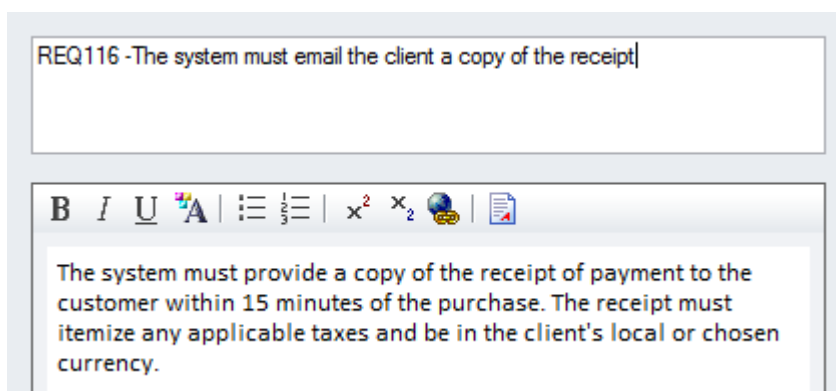 REQ116 -The system must email the client a copy of the receipt
B I U A x² x₂
The system must provide a copy of the receipt of payment to the
customer within 15 minutes of the purchase. The receipt must
itemize any applicable taxes and be in the client's local or chosen
currency.